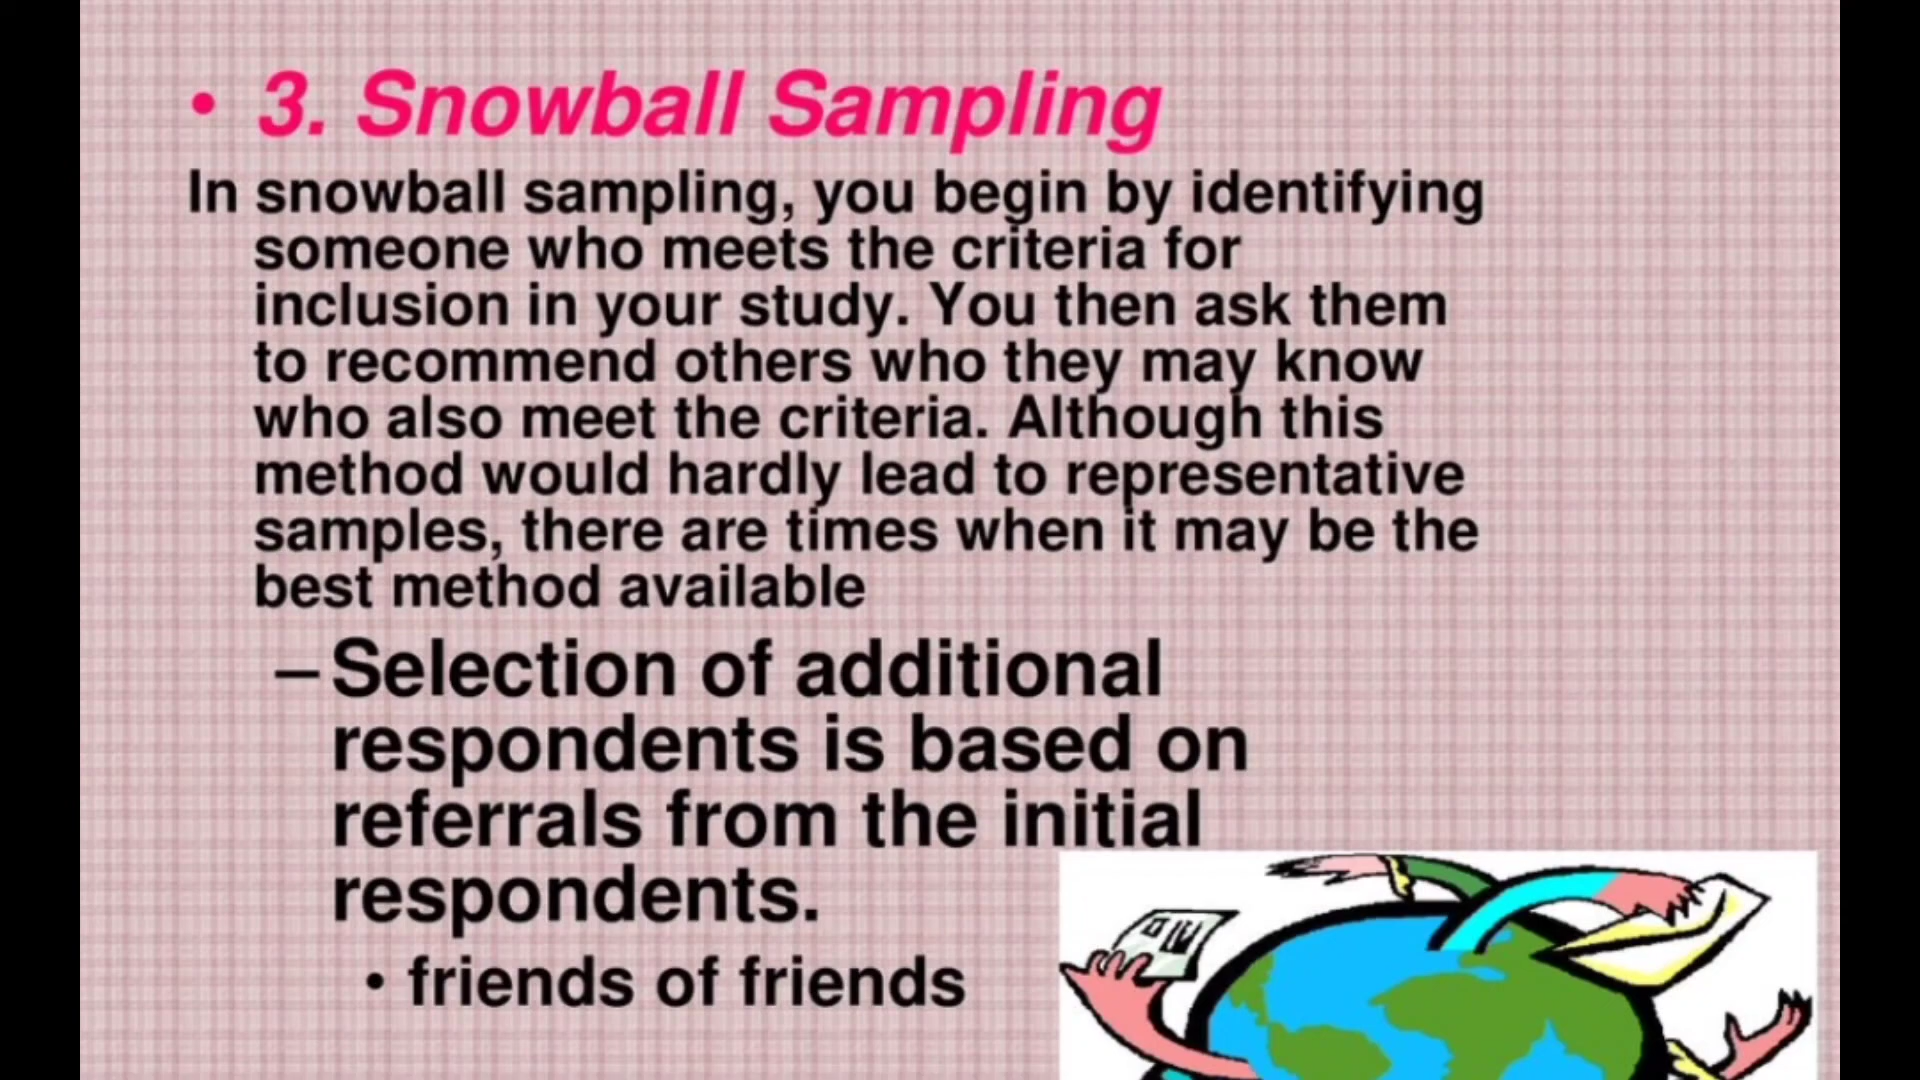 • 3. Snowball Sampling
In snowball sampling, you begin by identifying
someone who meets the criteria for
inclusion in your study. You then ask them
to recommend others who they may know
who also meet the criteria. Although this
method would hardly lead to representative
samples, there are times when it may be the
best method available
– Selection of additional
respondents is based on
referrals from the initial
respondents.
• friends of friends